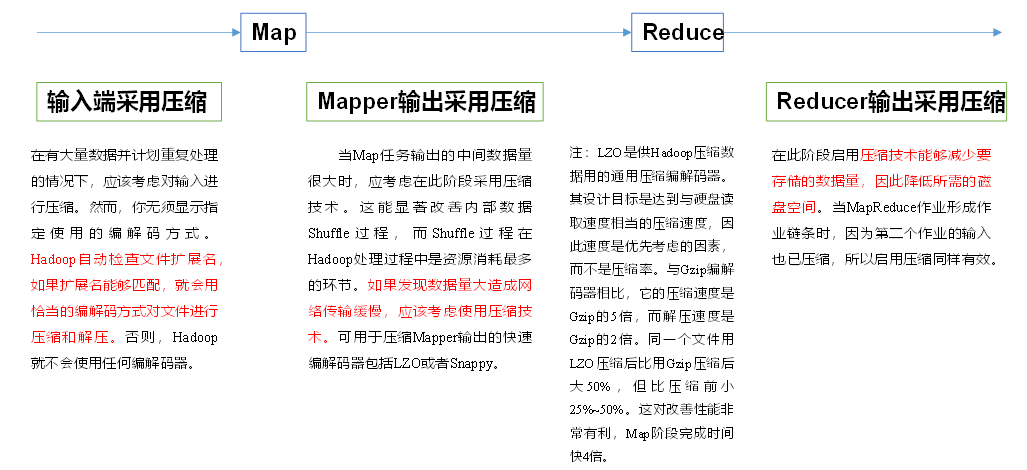 Map
Reduce
输入端采用压缩
在有大量数据并计划重复处理
的情况下，应该考虑对输入进
行压缩。然而，你无须显示指
定使用的编解码方式。
Hadoop自动检查文件扩展名，
如果扩展名能够匹配，就会用
恰当的编解码方式对文件进行
压缩和解压。否则，Hadoop
就不会使用任何编解码器。
Mapper输出采用压缩
当Map任务输出的中间数据量
很大时，应考虑在此阶段采用压缩
技术。这能显著改善内部数据
Shuffle过程，而Shuffle过程在
Hadoop处理过程中是资源消耗最多
的环节。如果发现数据量大造成网
络传输缓慢，应该考虑使用压缩技
术。可用于压缩Mapper输出的快速
编解码器包括LZO或者Snappy。
注：LZO是供Hadoop压缩数
据用的通用压缩编解码器。
其设计目标是达到与硬盘读
取速度相当的压缩速度，因
此速度是优先考虑的因素，
而不是压缩率。与Gzip编解
码器相比，它的压缩速度是
Gzip的5倍，而解压速度是
Gzip的2倍。同一个文件用
LZO压缩后比用Gzip压缩后
大50%，但比压缩前小
25%~50%。这对改善性能非
常有利，Map阶段完成时间
快4倍。
Reducer输出采用压缩
在此阶段启用压缩技术能够减少要
存储的数据量，因此降低所需的磁
盘空间。当MapReduce作业形成作
业链条时，因为第二个作业的输入
也已压缩，所以启用压缩同样有效。